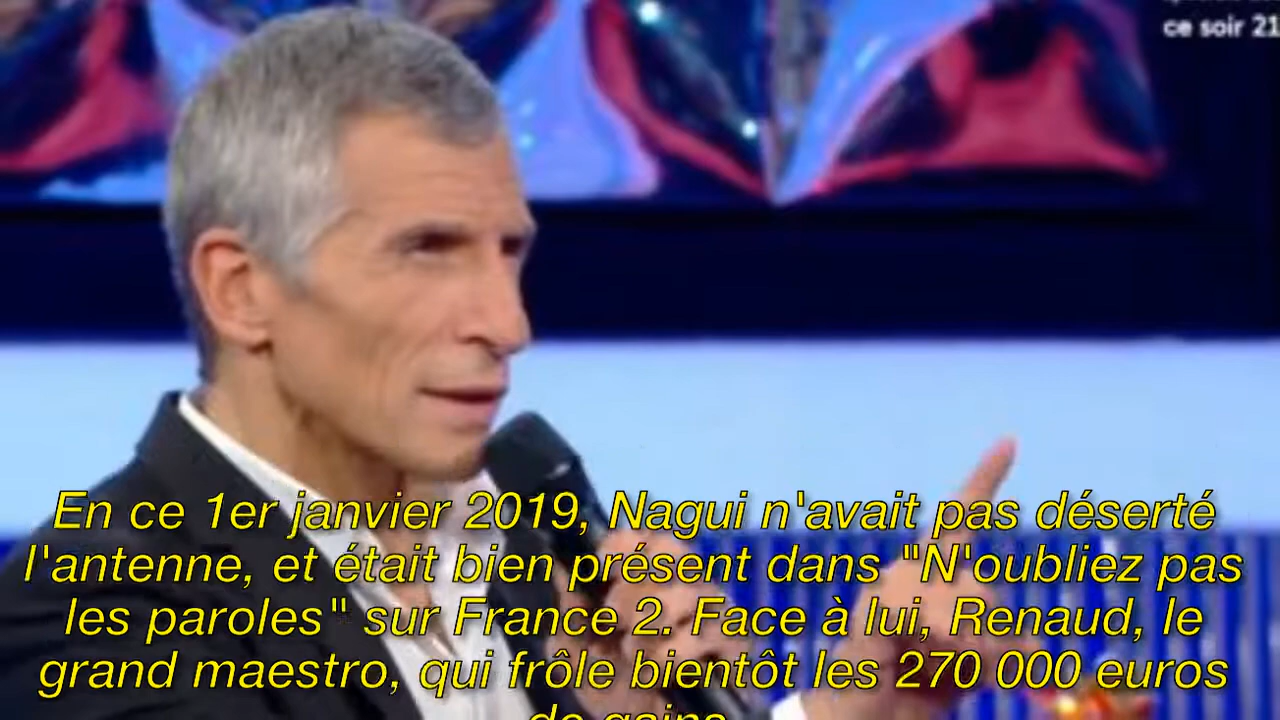 ce soir 21
En ce 1er janvier 2019, Nagui n'avait pas déserté
l'antenne, et était bien présent dans "N'oubliez pas
les paroles" sur France 2. Face à lui, Renaud, le
grand maestro, qui frôle bientôt les 270 000 euros
de gains